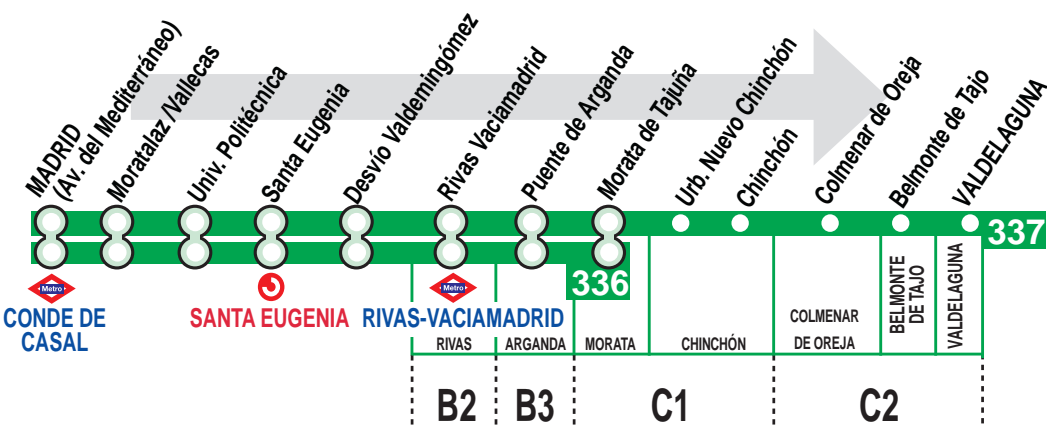 MADRID
(Av. del Mediterráneo)
Moratalaz /Vallecas
Univ. Politécnica
Santa Eugenia
Desvío Valdemingómez
Rivas Vaciamadrid
Puente de Arganda
Morata de Tajuña
Urb. Nuevo Chinchón
Chinchón
Colmenar de Oreja
Belmonte de Tajo
VALDELAGUNA
337
336
Metro
CONDE DE
CASAL
SANTA EUGENIA
Metro
RIVAS-VACIAMADRID
RIVAS
ARGANDA
MORATA
CHINCHÓN
COLMENAR
DE OREJA
BELMONTE
DE TAJO
VALDELAGUNA
B2
B3
C1
C2